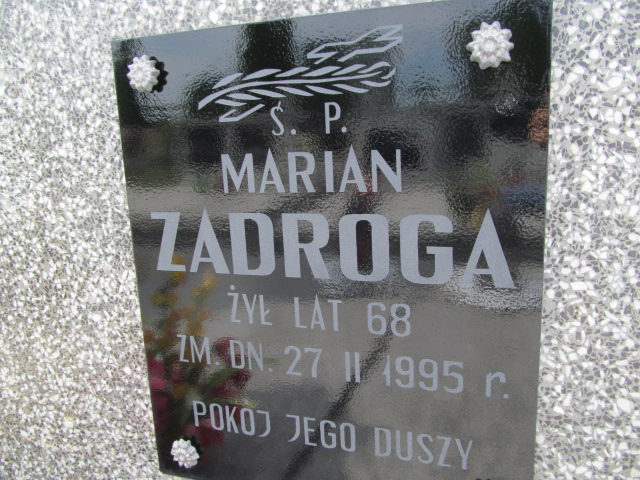 Ś. P.
MARIAN
ZADROGA
ŻYŁ LAT 68
ZM. DN. 27 II 1995 r.
POKOJ JEGO DUSZY